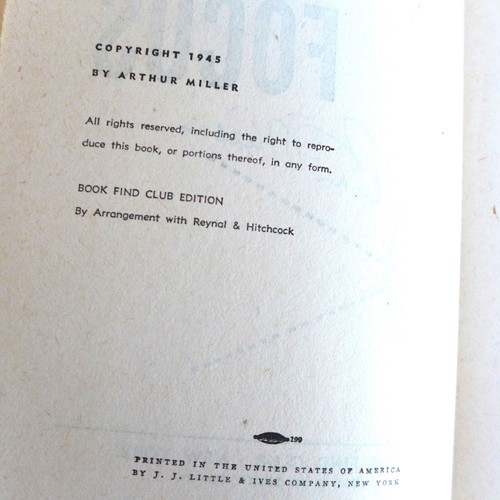 COPYRIGHT 1945
BY ARTHUR MILLER
All rights reserved, including the right to repro-
duce this book, or portions thereof, in any form.
BOOK FIND CLUB EDITION
By Arrangement with Reynal & Hitchcock
199
PRINTED IN THE UNITED STATES OF AMERICA
BY J. J. LITTLE & IVES COMPANY, NEW YORK